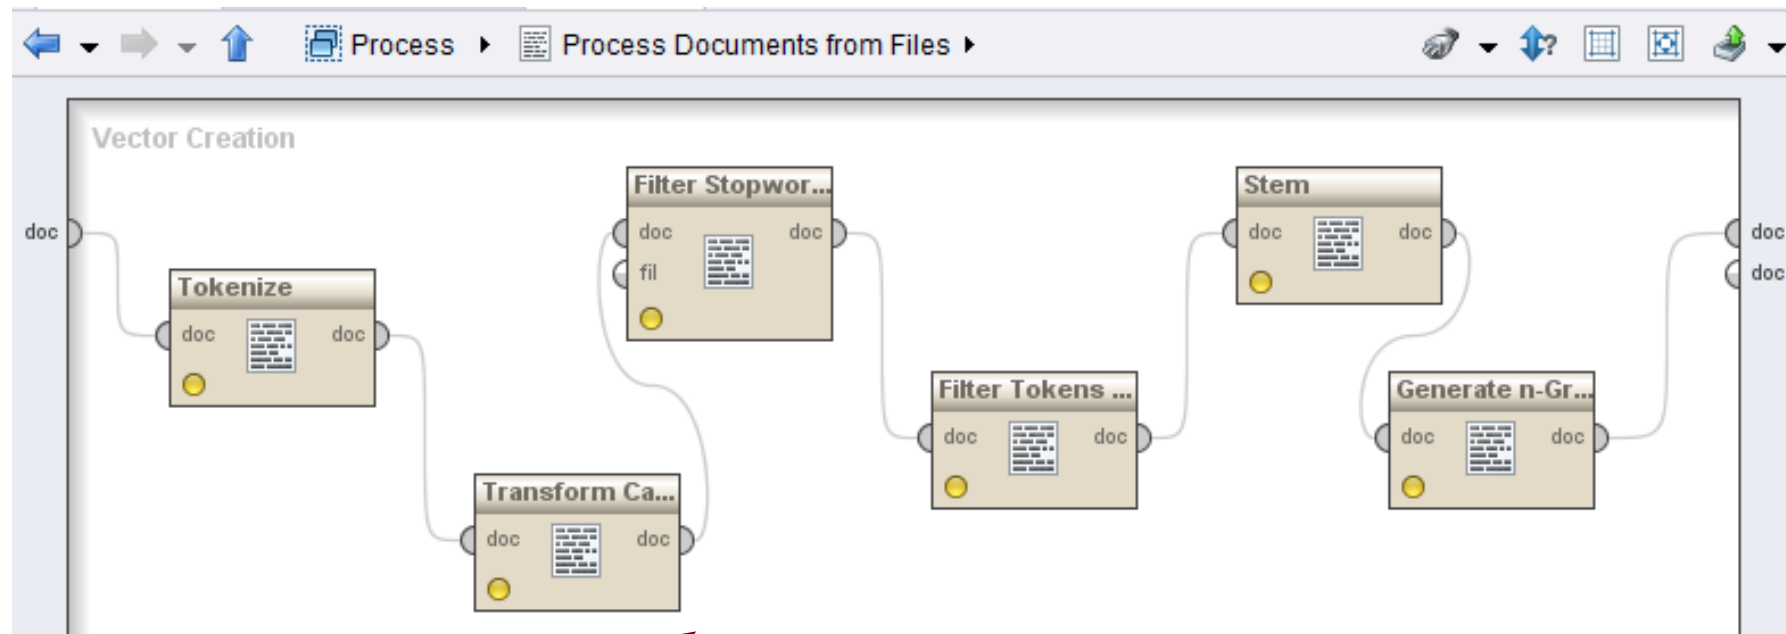 Process
Process Documents from Files
?
Vector Creation
Filter Stopwor...
Stem
doc
doc
doc
doc
doc
doc
fil
doc
Tokenize
doc
doc
Filter Tokens ...
Generate n-Gr...
doc
doc
doc
doc
Transform Ca...
doc
doc